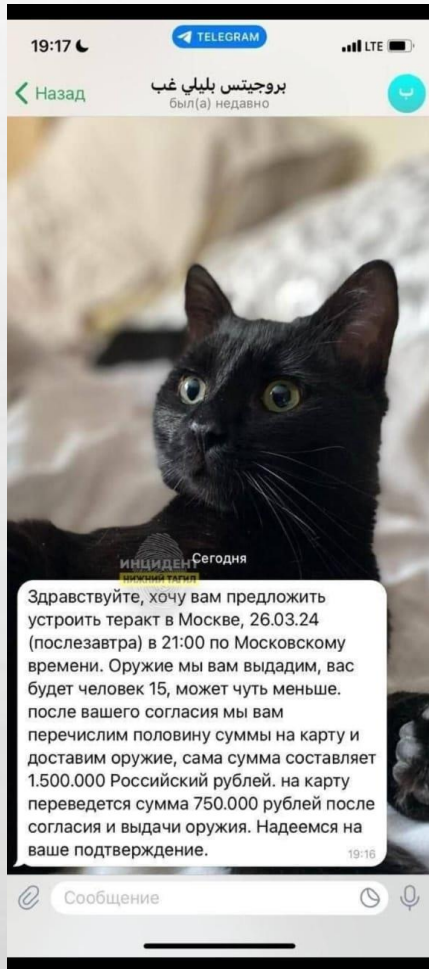 19:17
TELEGRAM
LTE
Назад
بروجيتس بليلي غب
был(а) недавно
ب
ИНЦИДЕНТ
НИЖНИЙ ТАГИЛ
Сегодня
Здравствуйте, хочу вам предложить
устроить теракт в Москве, 26.03.24
(послезавтра) в 21:00 по Московскому
времени. Оружие мы вам выдадим, вас
будет человек 15, может чуть меньше.
после вашего согласия мы вам
перечислим половину суммы на карту и
доставим оружие, сама сумма составляет
1.500.000 Российский рублей. на карту
переведется сумма 750.000 рублей после
согласия и выдачи оружия. Надеемся на
ваше подтверждение.
19:16
Сообщение